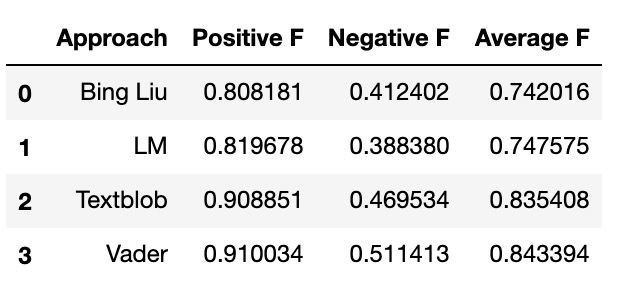 Approach Positive F Negative F Average F
0 Bing Liu 0.808181 0.412402 0.742016
1 LM 0.819678 0.388380 0.747575
2 Textblob 0.908851 0.469534 0.835408
3 Vader 0.910034 0.511413 0.843394